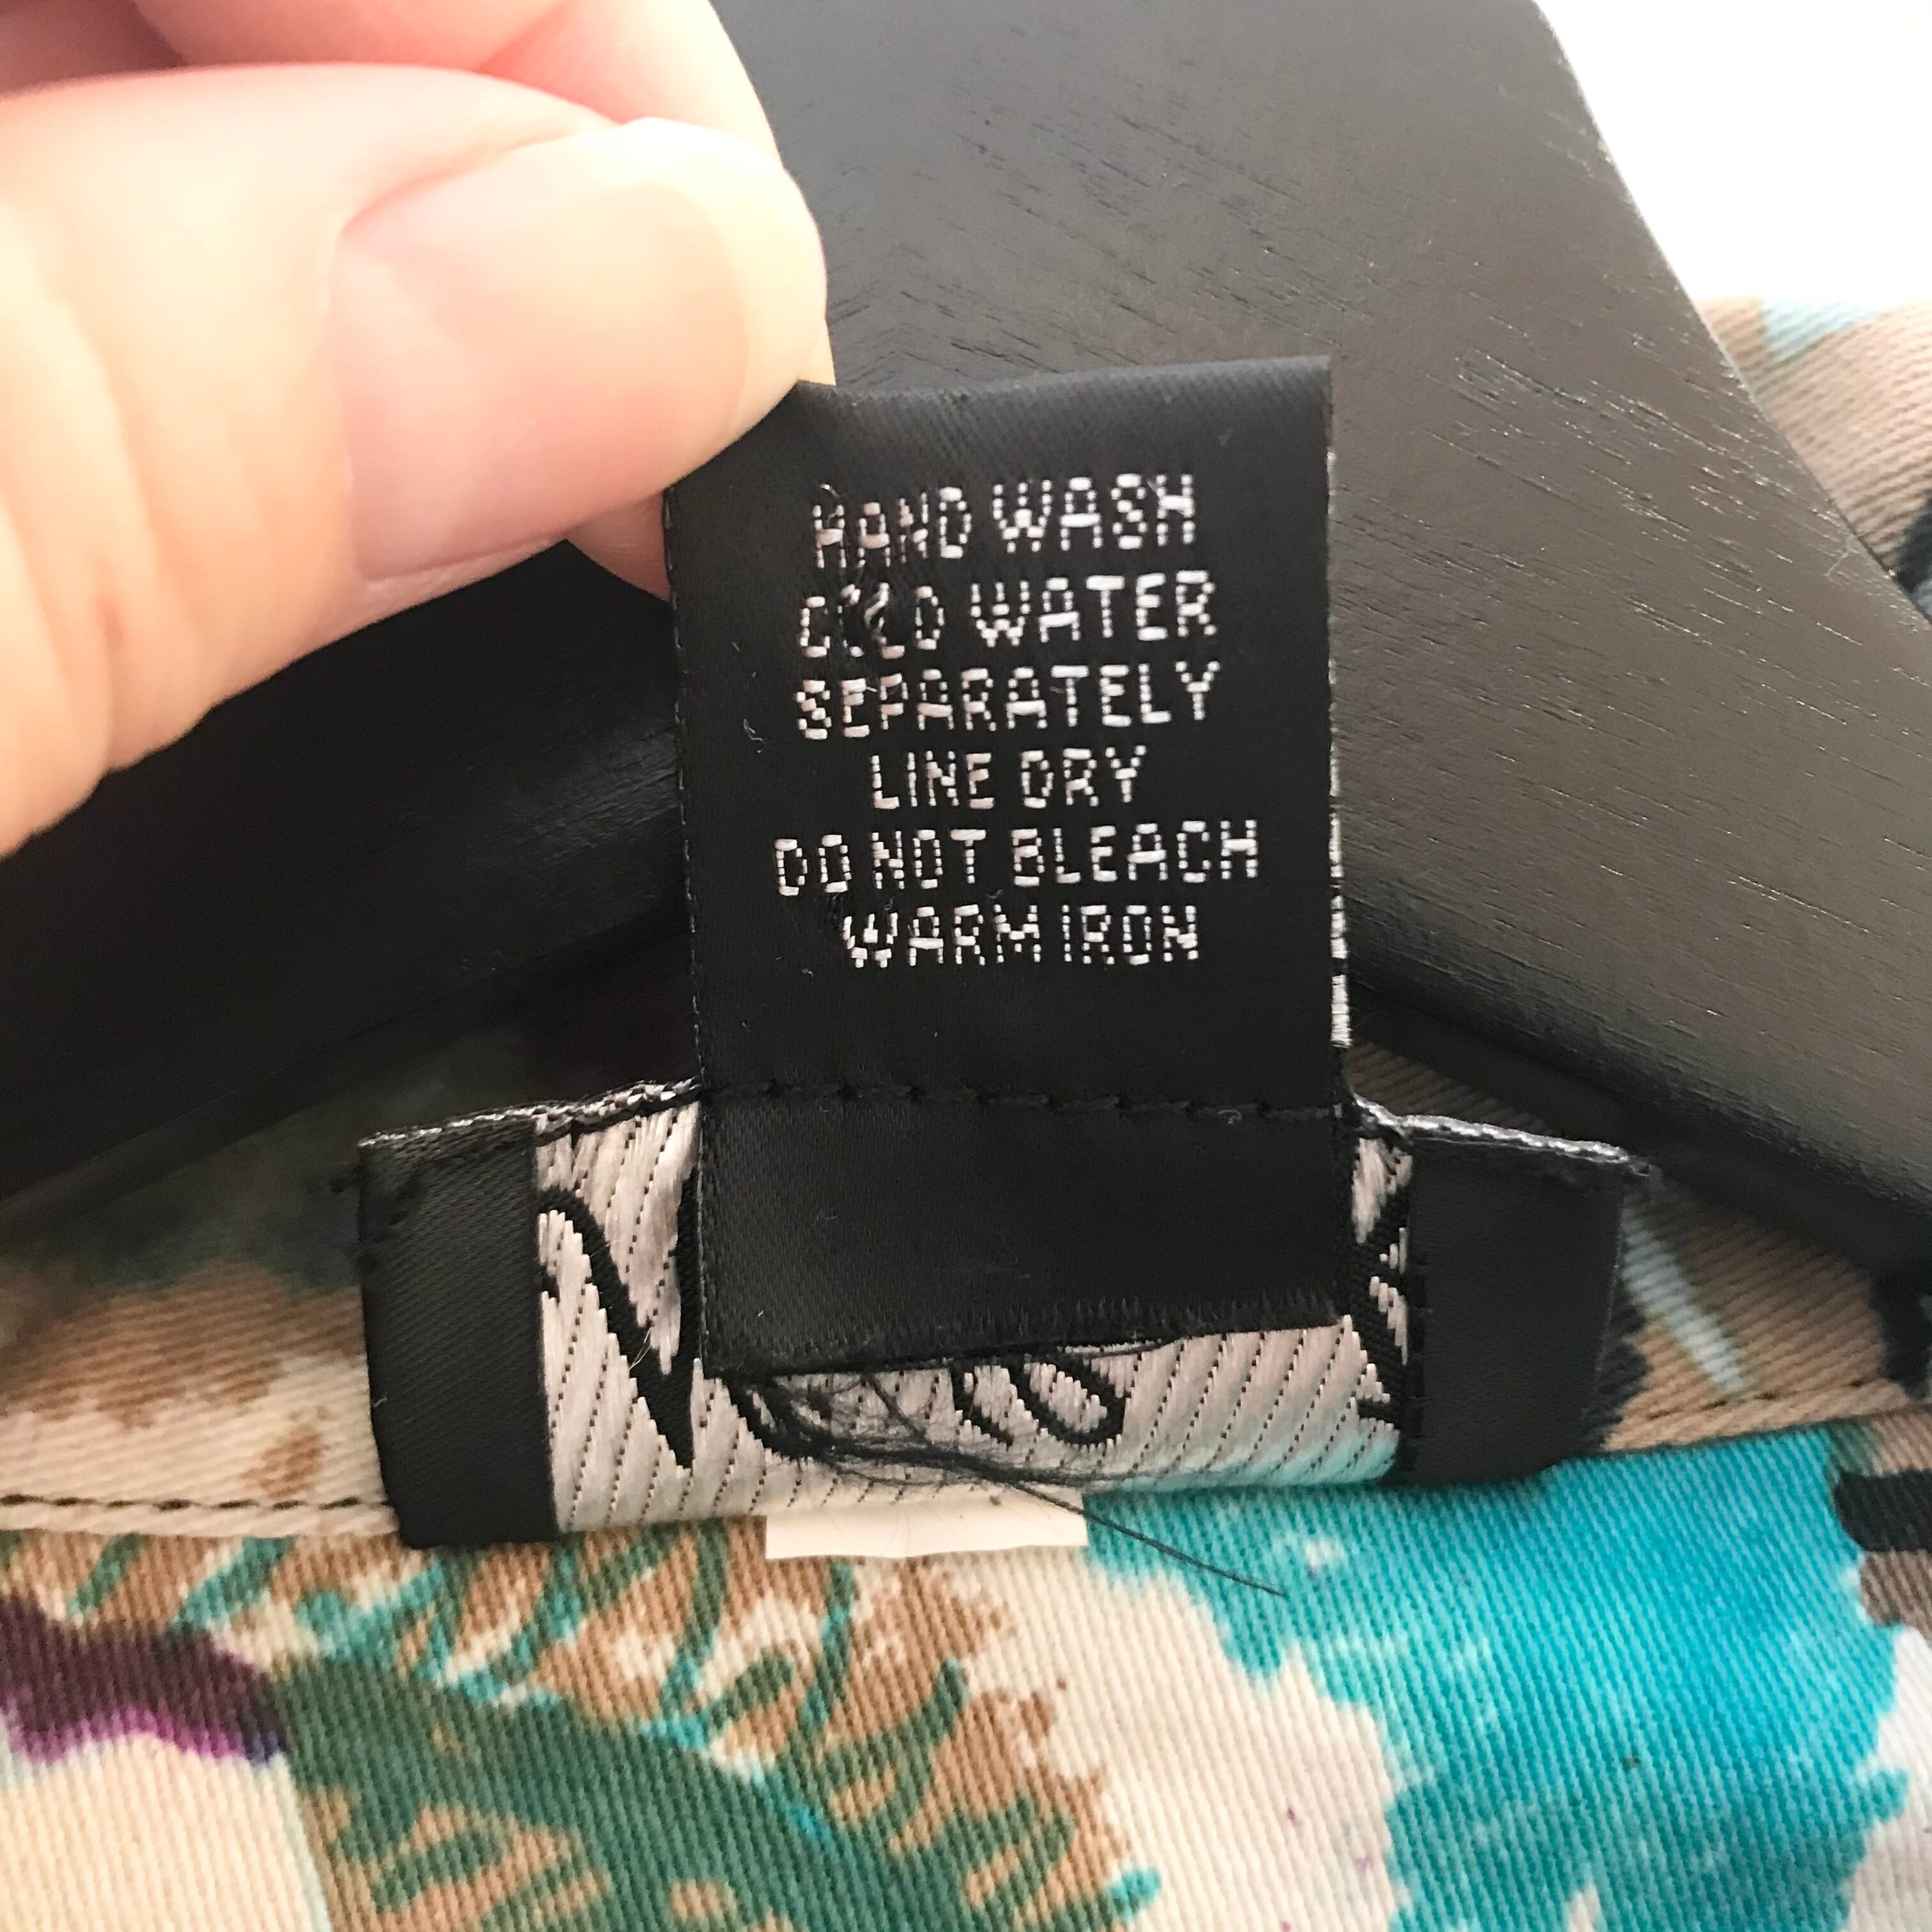 HAND WASH
COLD WATER
SEPARATELY
LINE DRY
DO NOT BLEACH
WARM IRON